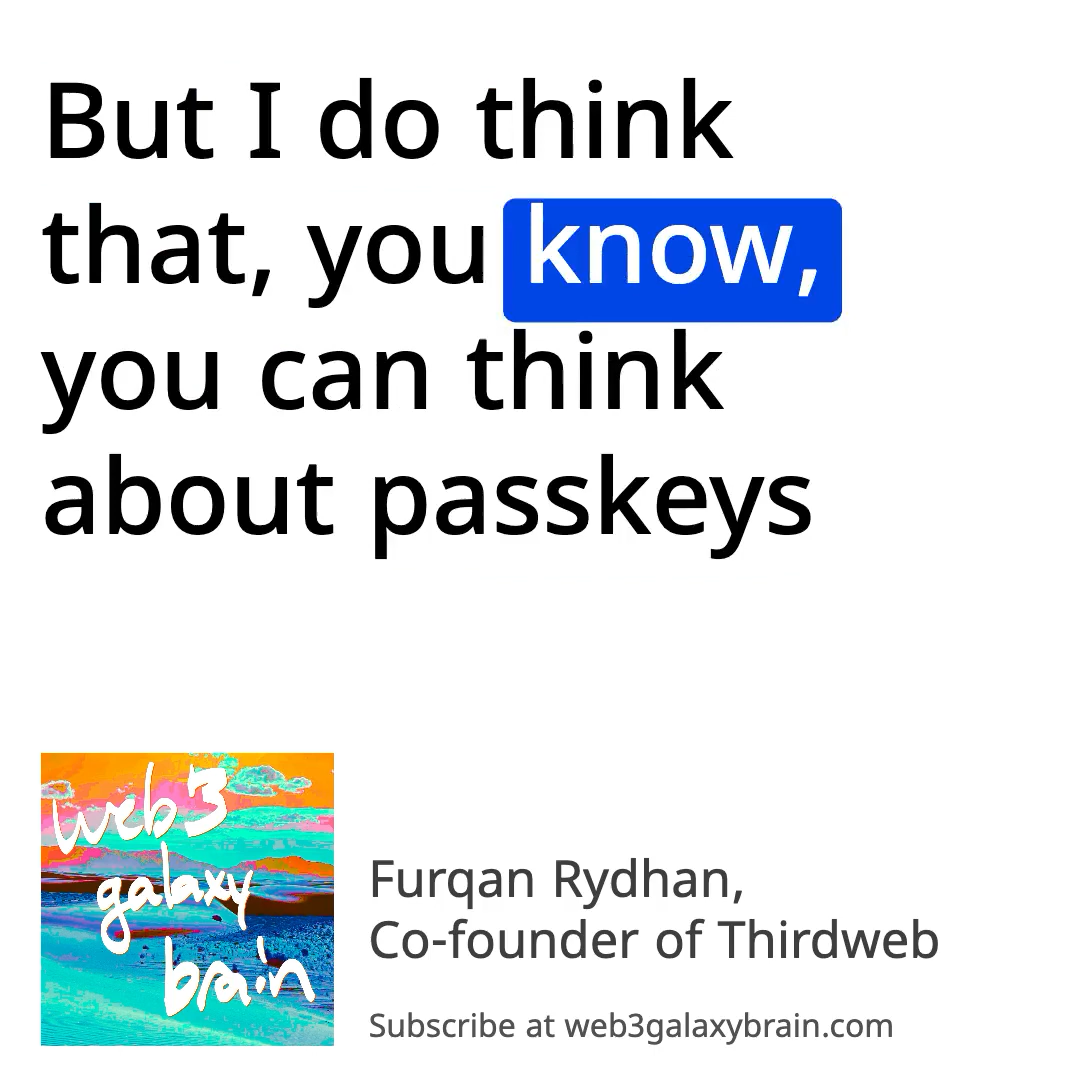 But I do think
that, you know,
you can think
about passkeys
web3
galaxy
brain
Furqan Rydhan,
Co-founder of Thirdweb
Subscribe at web3galaxybrain.com